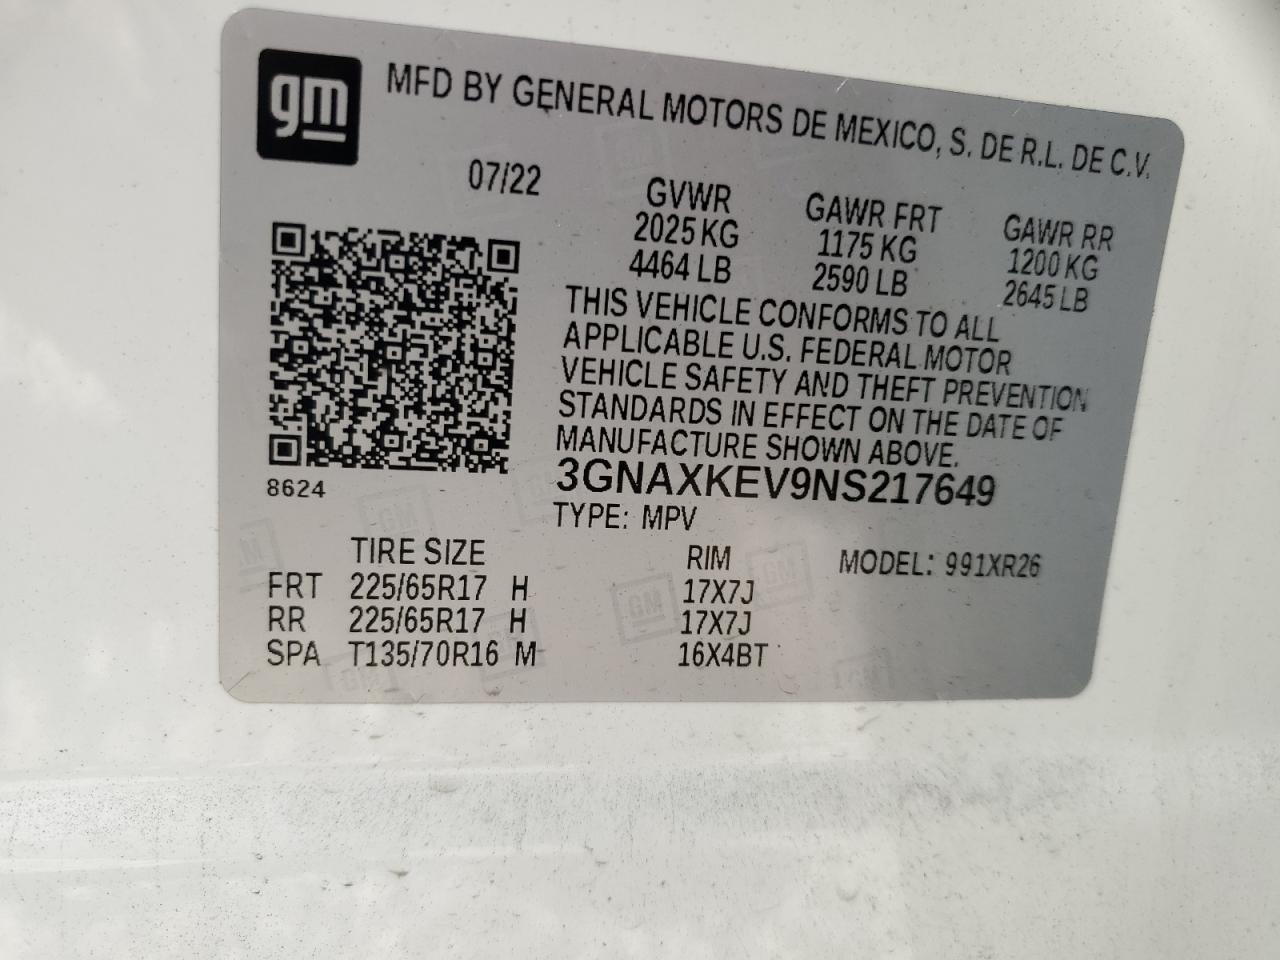 gm
MFD BY GENERAL MOTORS DE MEXICO, S. DE R.L. DE C.V.
07/22
GVWR GAWR FRT GAWR RR
2025 KG 1175 KG 1200 KG
4464 LB 2590 LB 2645 LB
THIS VEHICLE CONFORMS TO ALL
APPLICABLE U.S. FEDERAL MOTOR
VEHICLE SAFETY AND THEFT PREVENTION
STANDARDS IN EFFECT ON THE DATE OF
MANUFACTURE SHOWN ABOVE.
8624
3GNAXKEV9NS217649
TYPE: MPV
TIRE SIZE RIM MODEL: 991XR26
FRT 225/65R17 H 17X7J
RR 225/65R17 H 17X7J
SPA T135/70R16 M 16X4BT